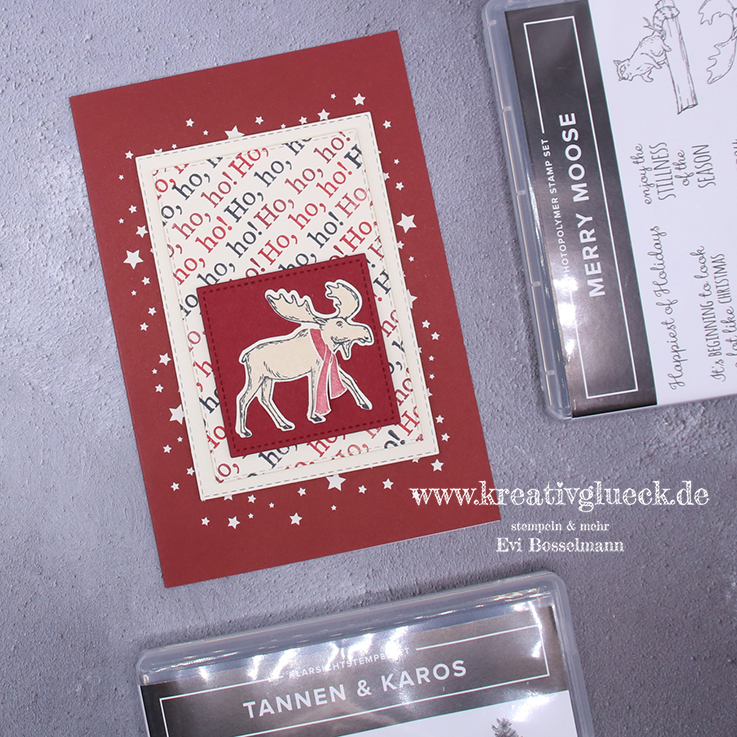 Ho, ho, ho! Ho, ho, ho!
PHOTOPOLYMER STAMP SET
MERRY MOOSE
enjoy the
STILLNESS
of the
SEASON
Happiest of Holidays
It's BEGINNING to look
a lot like CHRISTMAS
www.kreativglueck.de
stempeln & mehr
Evi Bosselmann
KLARSICHTSTEMPELSET
TANNEN & KAROS